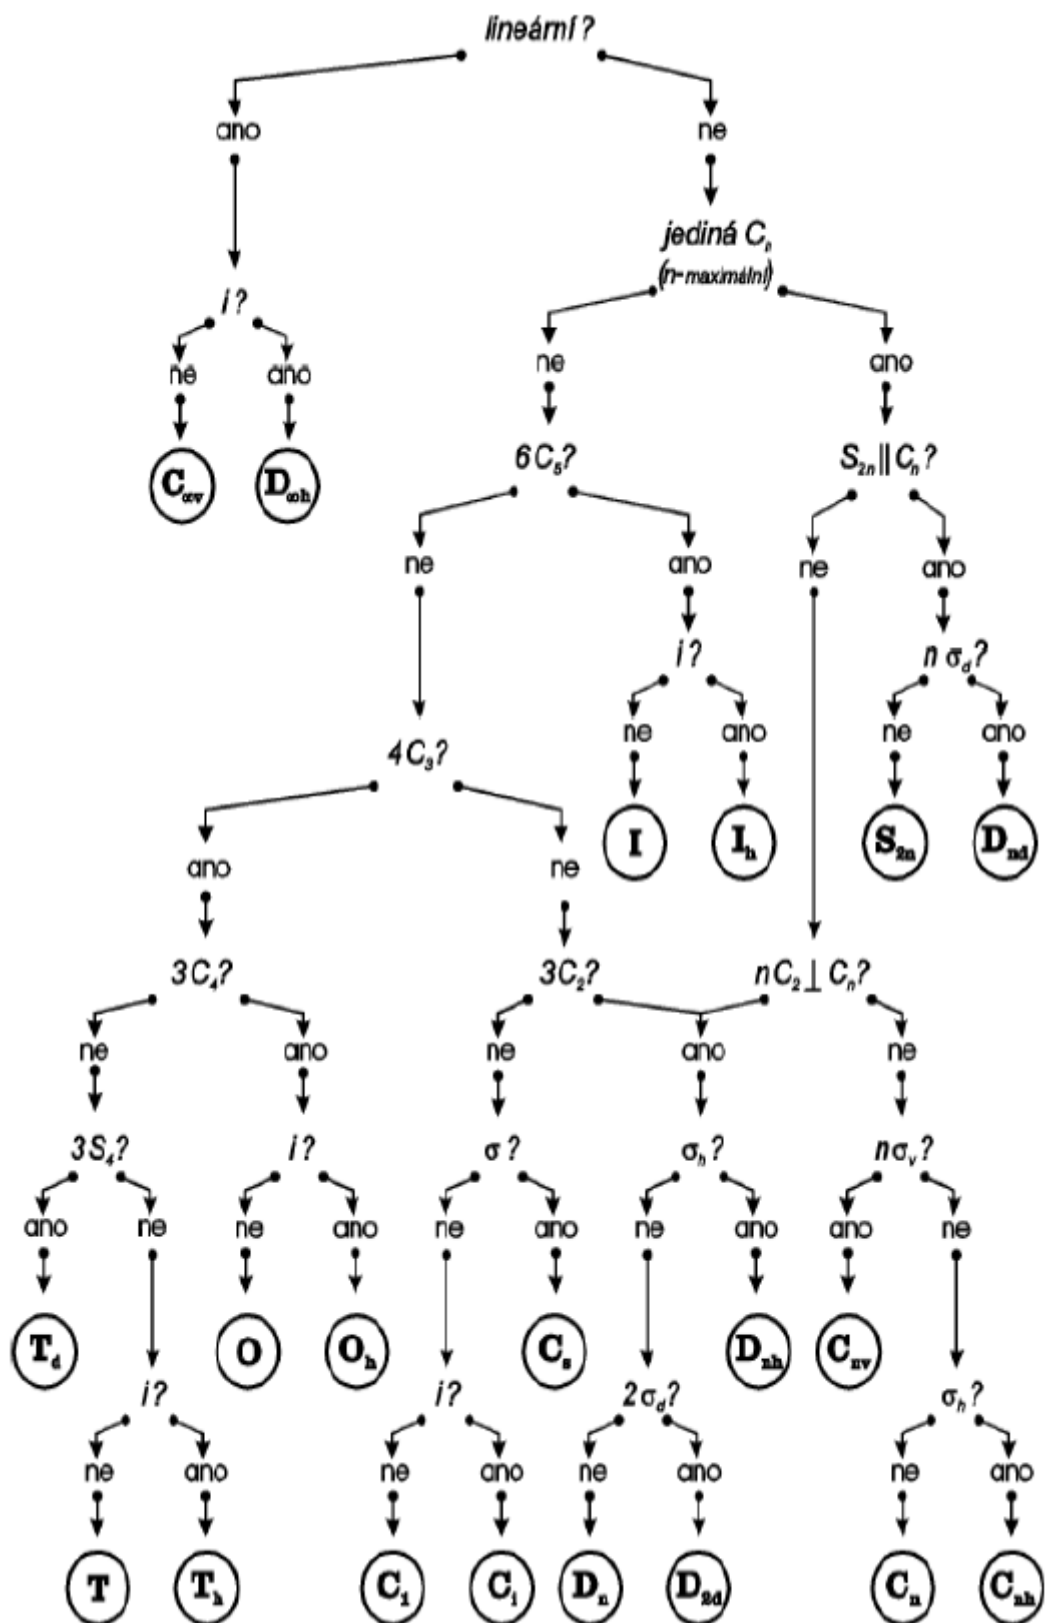 lineární ?
ano ne
jediná Cₙ
(n-maximální)
i ?
ne ano
ne ano
C∞v D∞h
6C₅? S₂ₙ || Cₙ?
ne ano ne ano
i ? n σd?
ne ano ne ano
4C₃?
I Iₕ S₂ₙ Dnd
ano ne
3C₄? 3C₂? nC₂ ⊥ Cₙ?
ne ano ne ano ne
3S₄? i ? σ ? σₕ ? nσᵥ ?
ano ne ne ano ne ano ne ano ano ne
Td O Oₕ Cₛ Dnh Cnv
i? i? 2σd? σₕ ?
ne ano ne ano ne ano ne ano
T Tₕ C₁ Cᵢ Dₙ D2d Cₙ Cnh